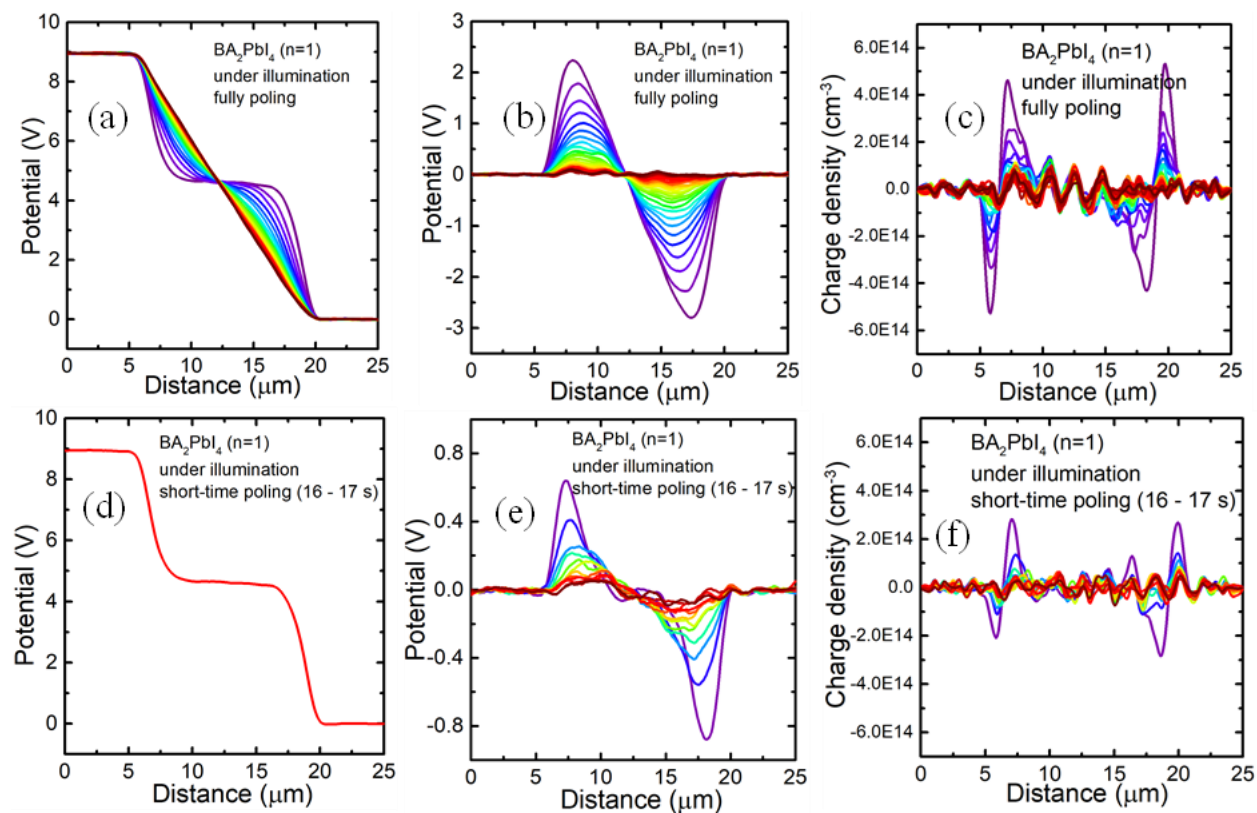 10
8
6
4
2
0
Potential (V)
0 5 10 15 20 25
Distance (μm)
BA₂PbI₄ (n=1)
under illumination
fully poling
(a)
3
2
1
0
-1
-2
-3
Potential (V)
0 5 10 15 20 25
Distance (μm)
BA₂PbI₄ (n=1)
under illumination
fully poling
(b)
6.0E14
4.0E14
2.0E14
0.0
-2.0E14
-4.0E14
-6.0E14
Charge density (cm⁻³)
0 5 10 15 20 25
Distance (μm)
BA₂PbI₄ (n=1)
under illumination
fully poling
(c)
10
8
6
4
2
0
Potential (V)
0 5 10 15 20 25
Distance (μm)
BA₂PbI₄ (n=1)
under illumination
short-time poling (16 - 17 s)
(d)
0.8
0.4
0.0
-0.4
-0.8
Potential (V)
0 5 10 15 20 25
Distance (μm)
BA₂PbI₄ (n=1)
under illumination
short-time poling (16 - 17 s)
(e)
6.0E14
4.0E14
2.0E14
0.0
-2.0E14
-4.0E14
-6.0E14
Charge density (cm⁻³)
0 5 10 15 20 25
Distance (μm)
BA₂PbI₄ (n=1)
under illumination
short-time poling (16 - 17 s)
(f)